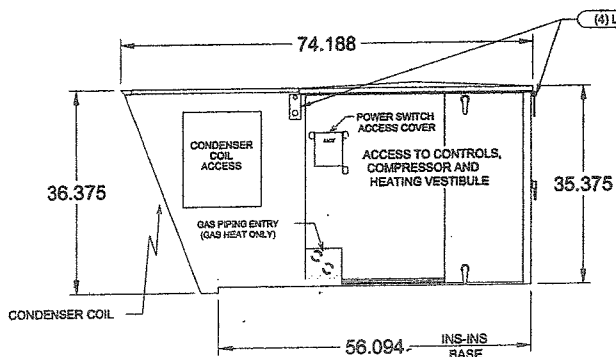 (4) L
74.188
POWER SWITCH
ACCESS COVER
CONDENSER
COIL
ACCESS
ACCESS TO CONTROLS,
COMPRESSOR AND
HEATING VESTIBULE
36.375
35.375
GAS PIPING ENTRY
(GAS HEAT ONLY)
CONDENSER COIL
56.094
INS-INS
BASE